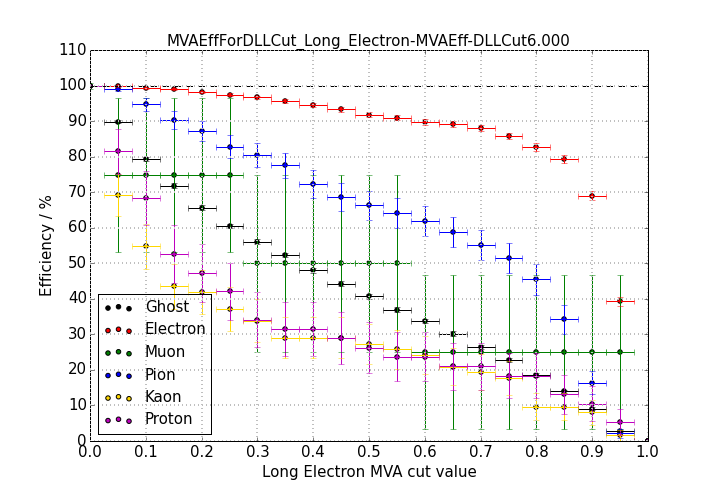 MVAEffForDLLCut_Long_Electron-MVAEff-DLLCut6.000
110
100
90
80
70
60
50
40
30
20
10
0
Efficiency / %
Ghost
Electron
Muon
Pion
Kaon
Proton
0.0 0.1 0.2 0.3 0.4 0.5 0.6 0.7 0.8 0.9 1.0
Long Electron MVA cut value